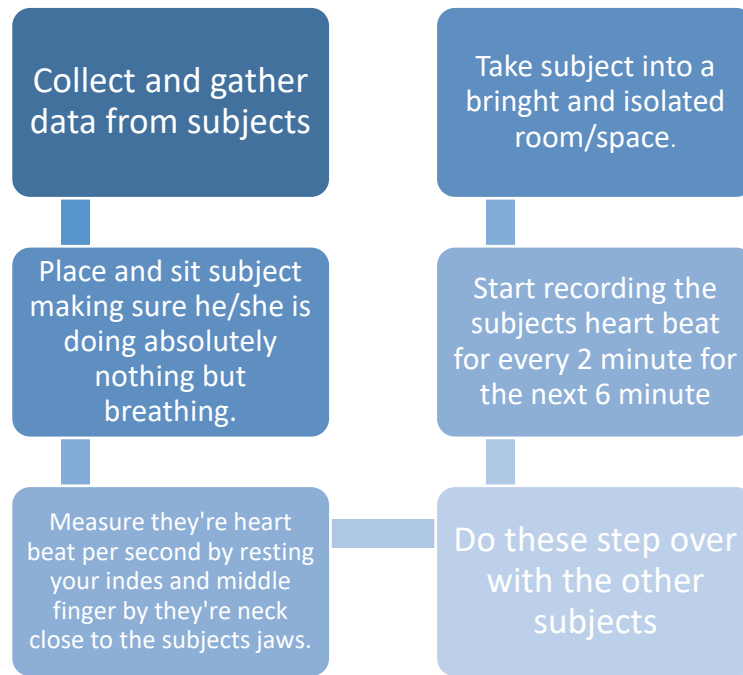 Collect and gather
data from subjects
Place and sit subject
making sure he/she is
doing absolutely
nothing but
breathing.
Measure they're heart
beat per second by resting
your indes and middle
finger by they're neck
close to the subjects jaws.
Take subject into a
bringht and isolated
room/space.
Start recording the
subjects heart beat
for every 2 minute for
the next 6 minute
Do these step over
with the other
subjects